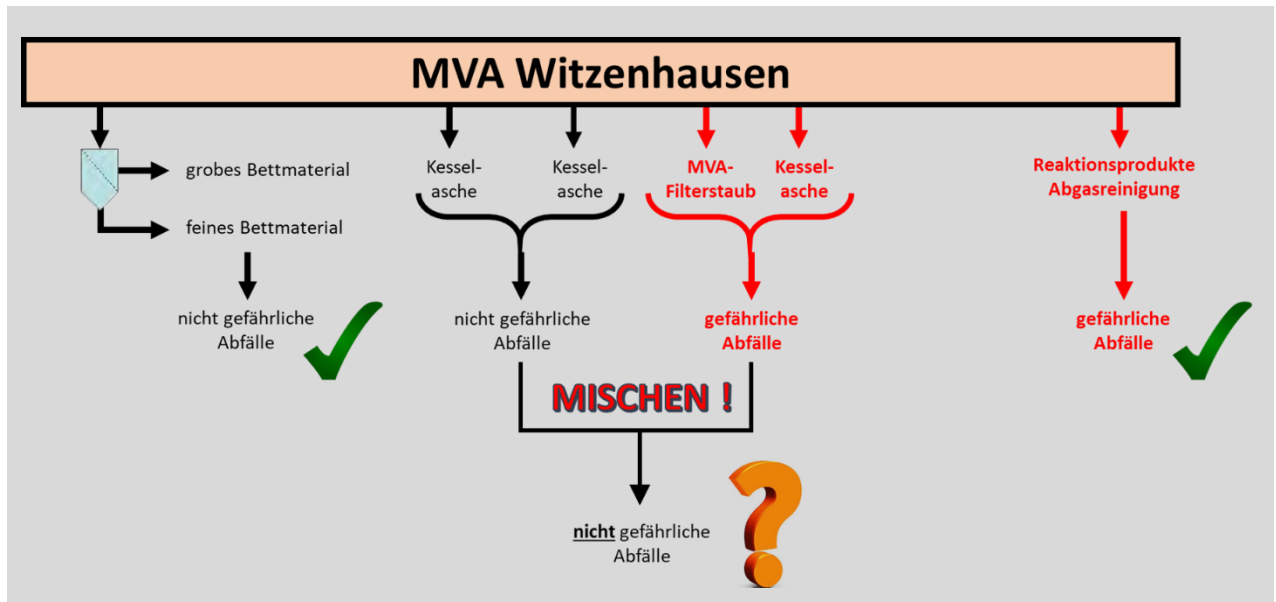 MVA Witzenhausen
grobes Bettmaterial
feines Bettmaterial
nicht gefährliche
Abfälle
Kessel-
asche
Kessel-
asche
nicht gefährliche
Abfälle
MVA-
Filterstaub
Kessel-
asche
gefährliche
Abfälle
Reaktionsprodukte
Abgasreinigung
gefährliche
Abfälle
MISCHEN !
nicht gefährliche
Abfälle
?